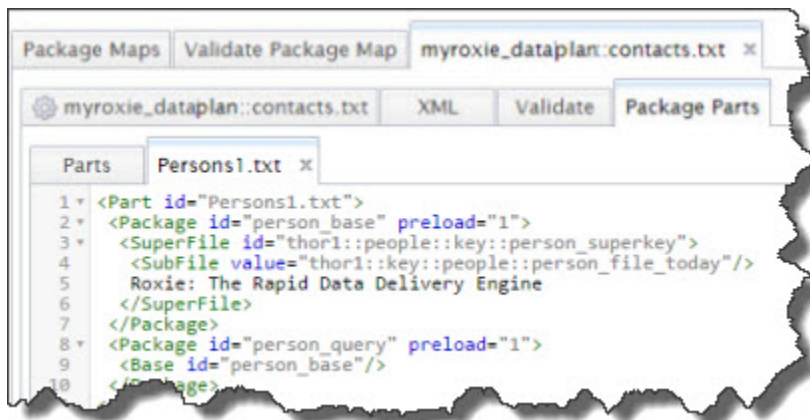 Package Maps Validate Package Map myroxie_dataplan::contacts.txt
myroxie_dataplan::contacts.txt XML Validate Package Parts
Parts Persons1.txt
1 <Part id="Persons1.txt">
2 <Package id="person_base" preload="1">
3 <SuperFile id="thor1::people::key::person_superkey">
4 <SubFile value="thor1::key::people::person_file_today"/>
5 Roxie: The Rapid Data Delivery Engine
6 </SuperFile>
7 </Package>
8 <Package id="person_query" preload="1">
9 <Base id="person_base"/>
10 </Package>